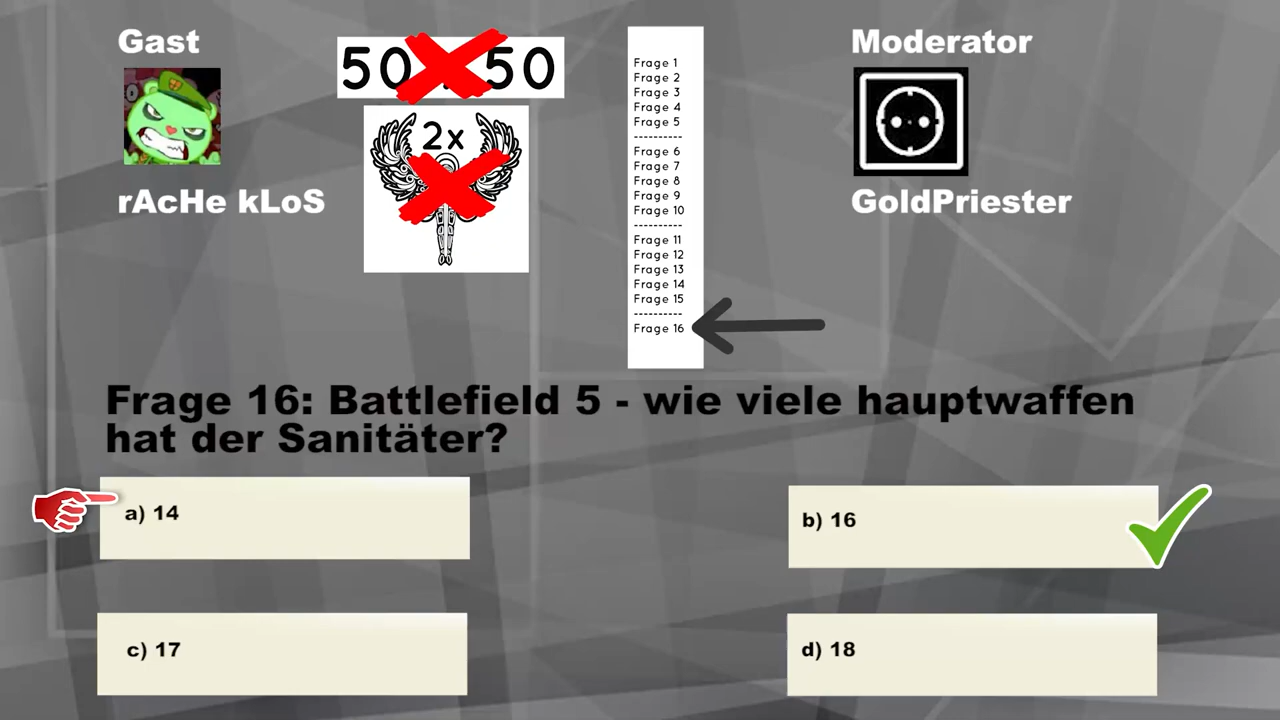 Gast
rAcHe kLoS
50 50
2x
Frage 1
Frage 2
Frage 3
Frage 4
Frage 5
----------
Frage 6
Frage 7
Frage 8
Frage 9
Frage 10
----------
Frage 11
Frage 12
Frage 13
Frage 14
Frage 15
----------
Frage 16
Moderator
GoldPriester
Frage 16: Battlefield 5 - wie viele hauptwaffen
hat der Sanitäter?
a) 14
b) 16
c) 17
d) 18